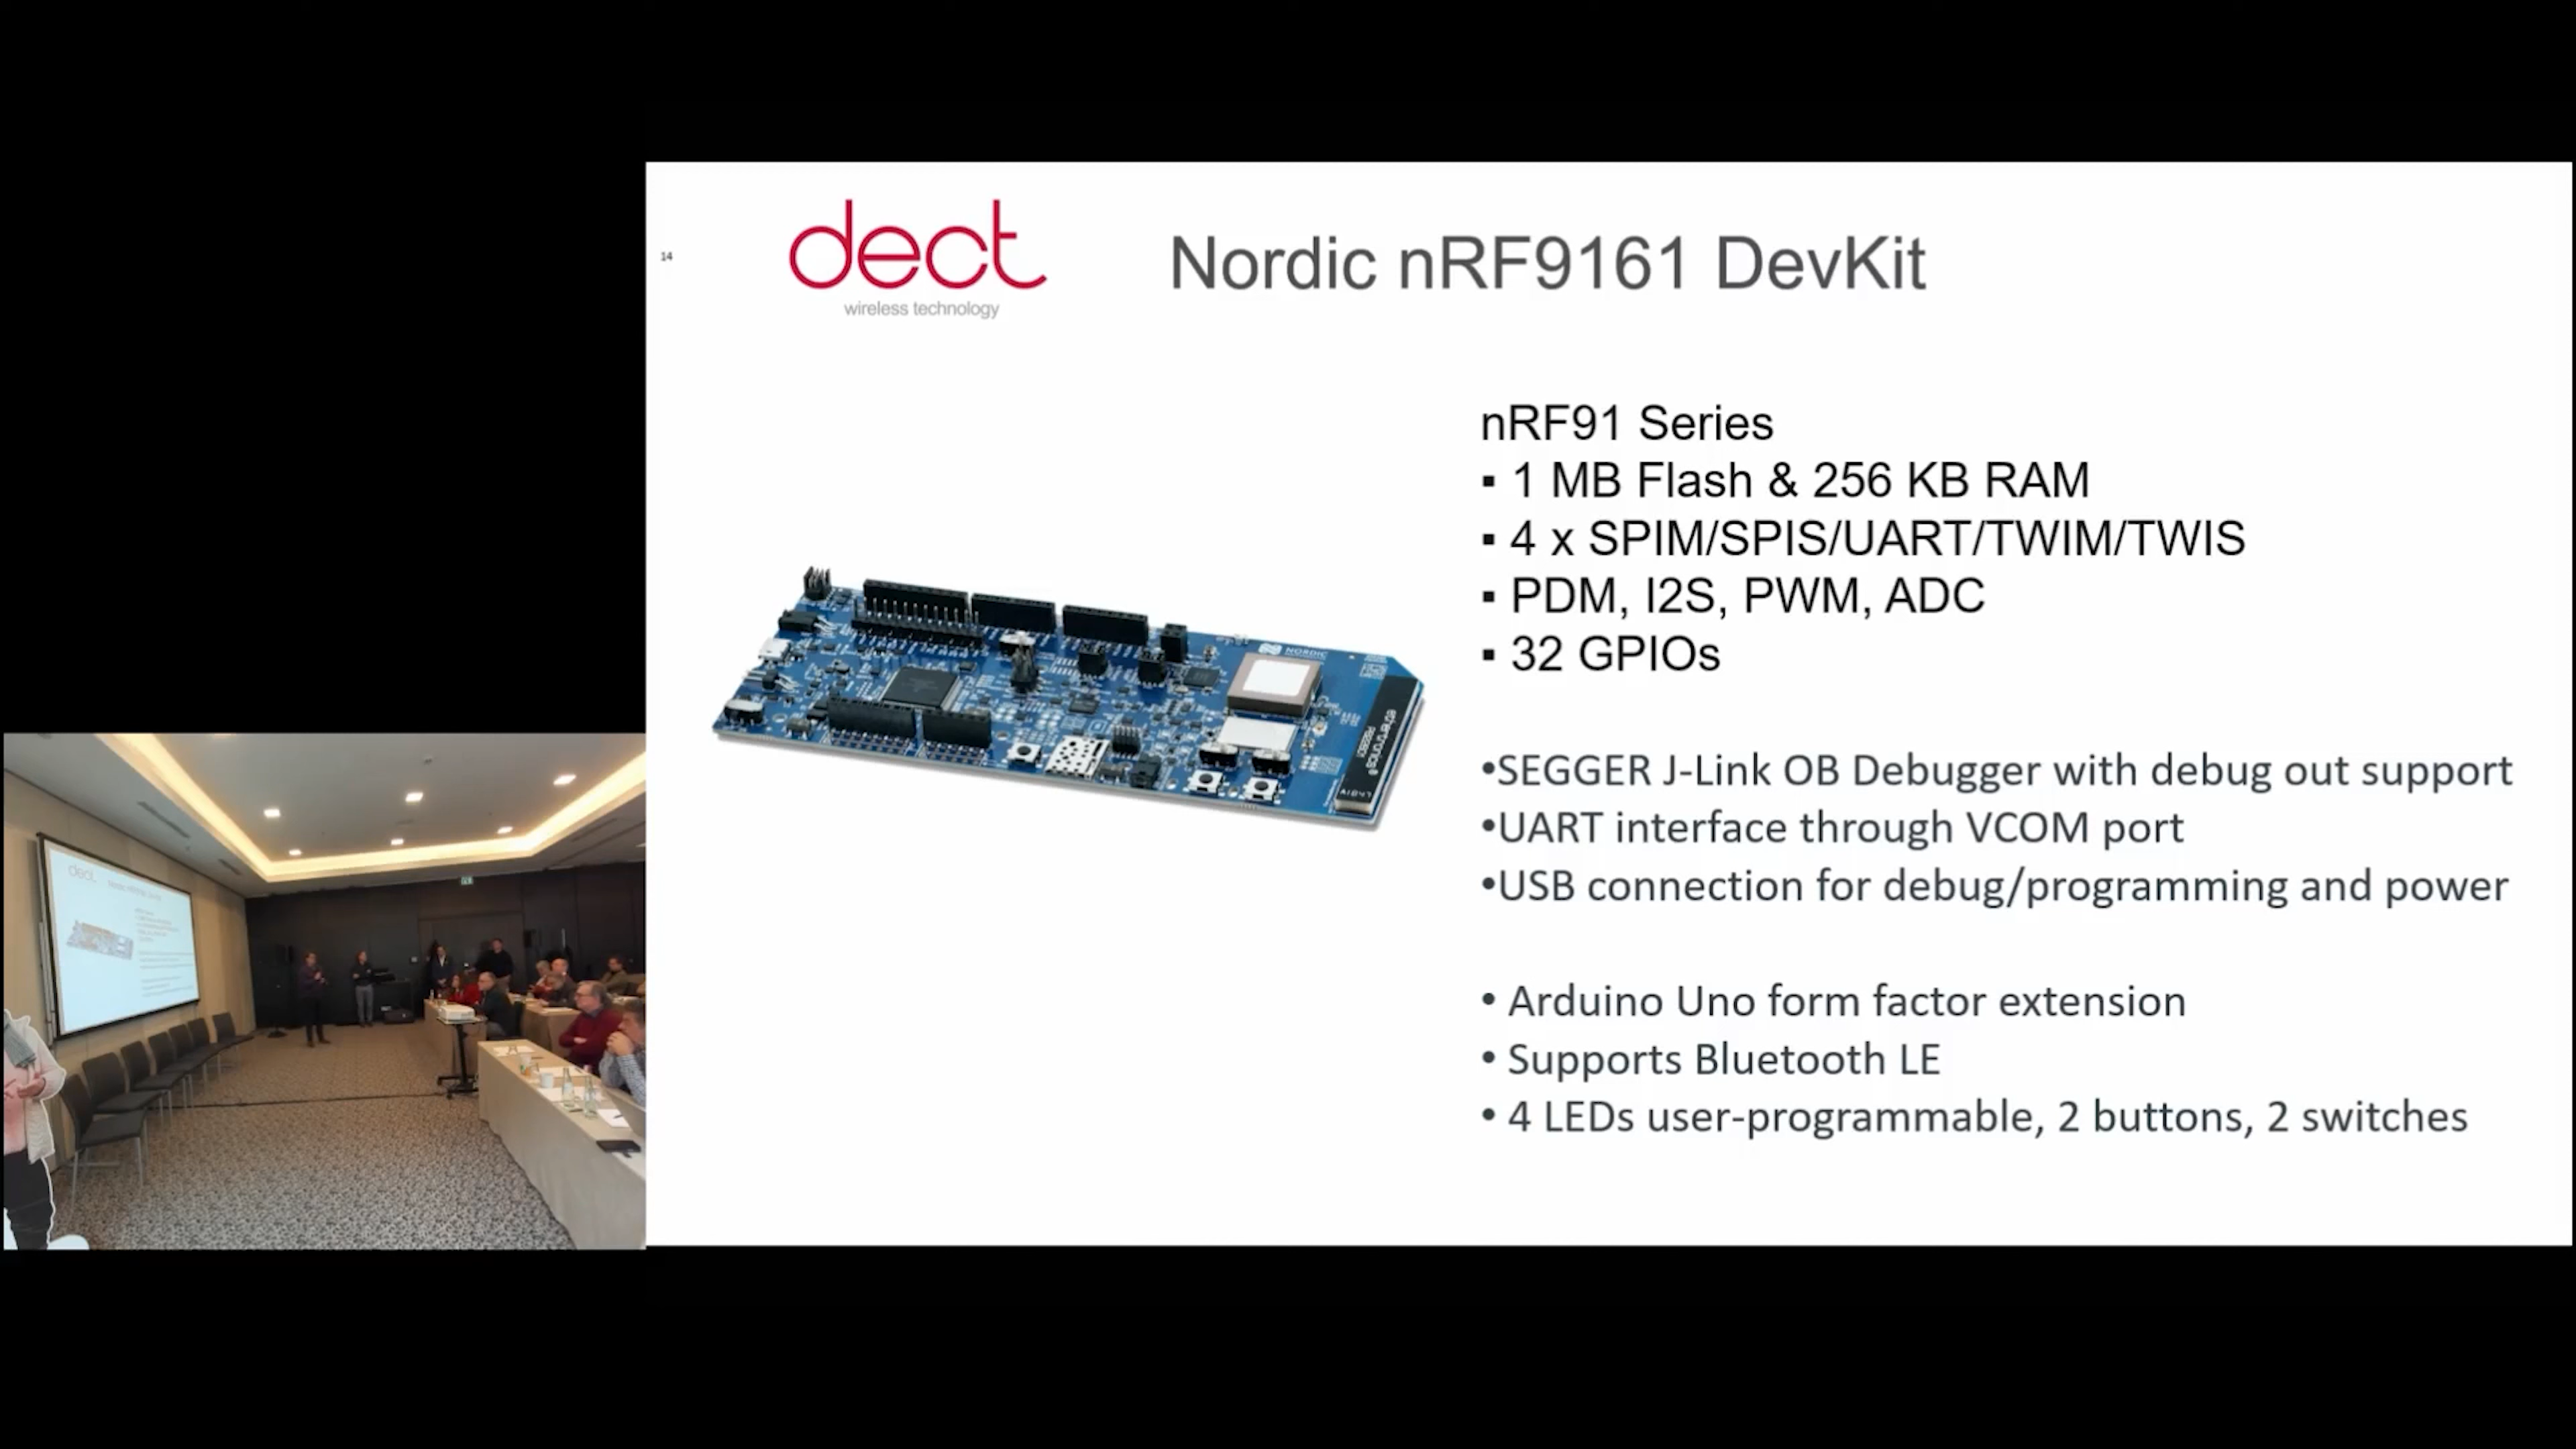 14
dect
wireless technology
Nordic nRF9161 DevKit
nRF91 Series
▪ 1 MB Flash & 256 KB RAM
▪ 4 x SPIM/SPIS/UART/TWIM/TWIS
▪ PDM, I2S, PWM, ADC
▪ 32 GPIOs
NORDIC
ethertronics®
•SEGGER J-Link OB Debugger with debug out support
•UART interface through VCOM port
•USB connection for debug/programming and power
• Arduino Uno form factor extension
• Supports Bluetooth LE
• 4 LEDs user-programmable, 2 buttons, 2 switches
dect